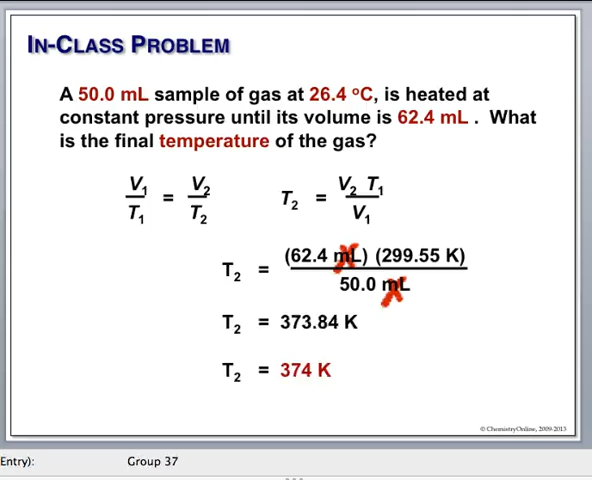 IN-CLASS PROBLEM
A 50.0 mL sample of gas at 26.4 °C, is heated at
constant pressure until its volume is 62.4 mL . What
is the final temperature of the gas?
V₁/T₁ = V₂/T₂ T₂ = V₂ T₁/V₁
T₂ = (62.4 mL) (299.55 K)/50.0 mL
T₂ = 373.84 K
T₂ = 374 K
© ChemistryOnline, 2009-2013
Entry): Group 37